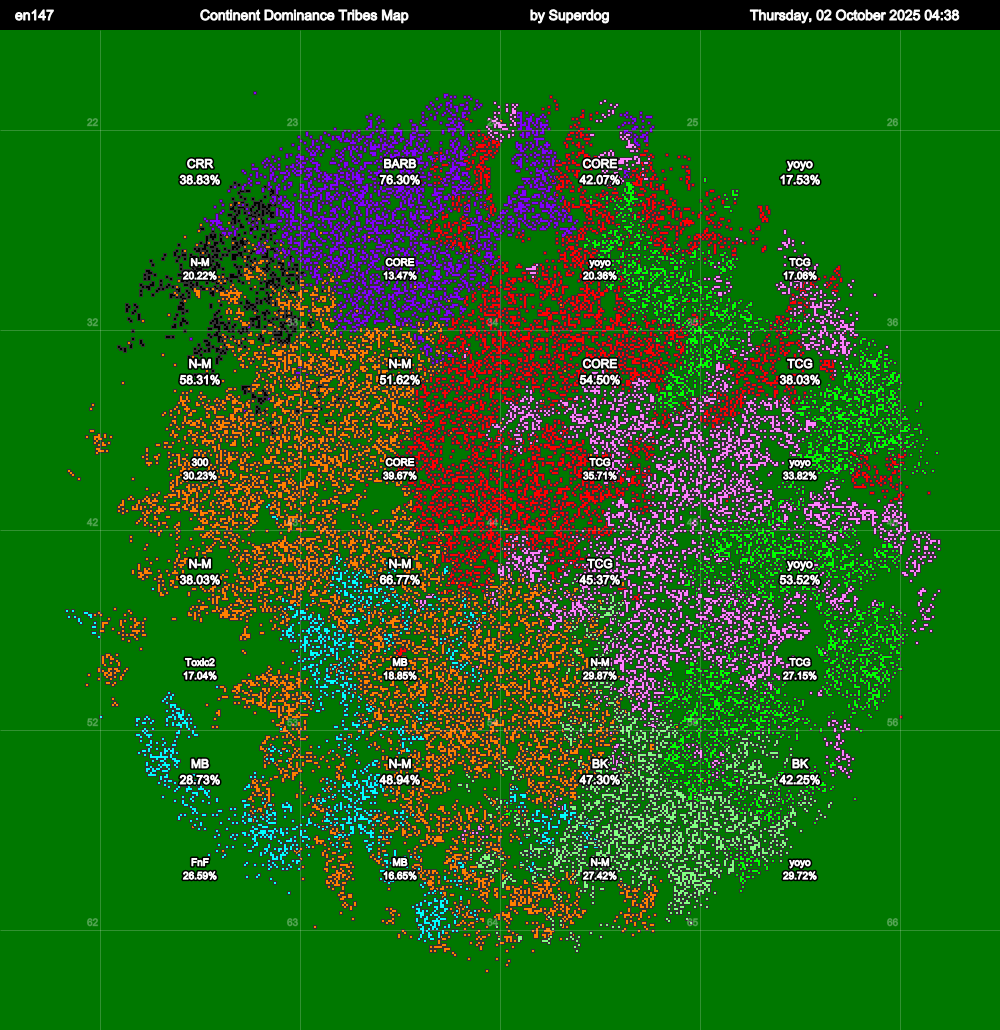 en147 Continent Dominance Tribes Map by Superdog Thursday, 02 October 2025 04:38
22 23 25 26
CRR BARB CORE yoyo
38.83% 76.30% 42.07% 17.53%
N-M CORE yoyo TCG
20.22% 13.47% 20.36% 17.06%
32 34 36
N-M N-M CORE TCG
58.31% 51.62% 54.50% 38.03%
300 CORE TCG yoyo
30.23% 39.67% 35.71% 33.82%
42 44
N-M N-M TCG yoyo
38.03% 66.77% 45.37% 53.52%
Toxic2 MB N-M TCG
17.04% 18.85% 29.87% 27.15%
52 56
MB N-M BK BK
28.73% 48.94% 47.30% 42.25%
FnF MB N-M yoyo
26.59% 16.65% 27.42% 29.72%
62 63 64 65 66